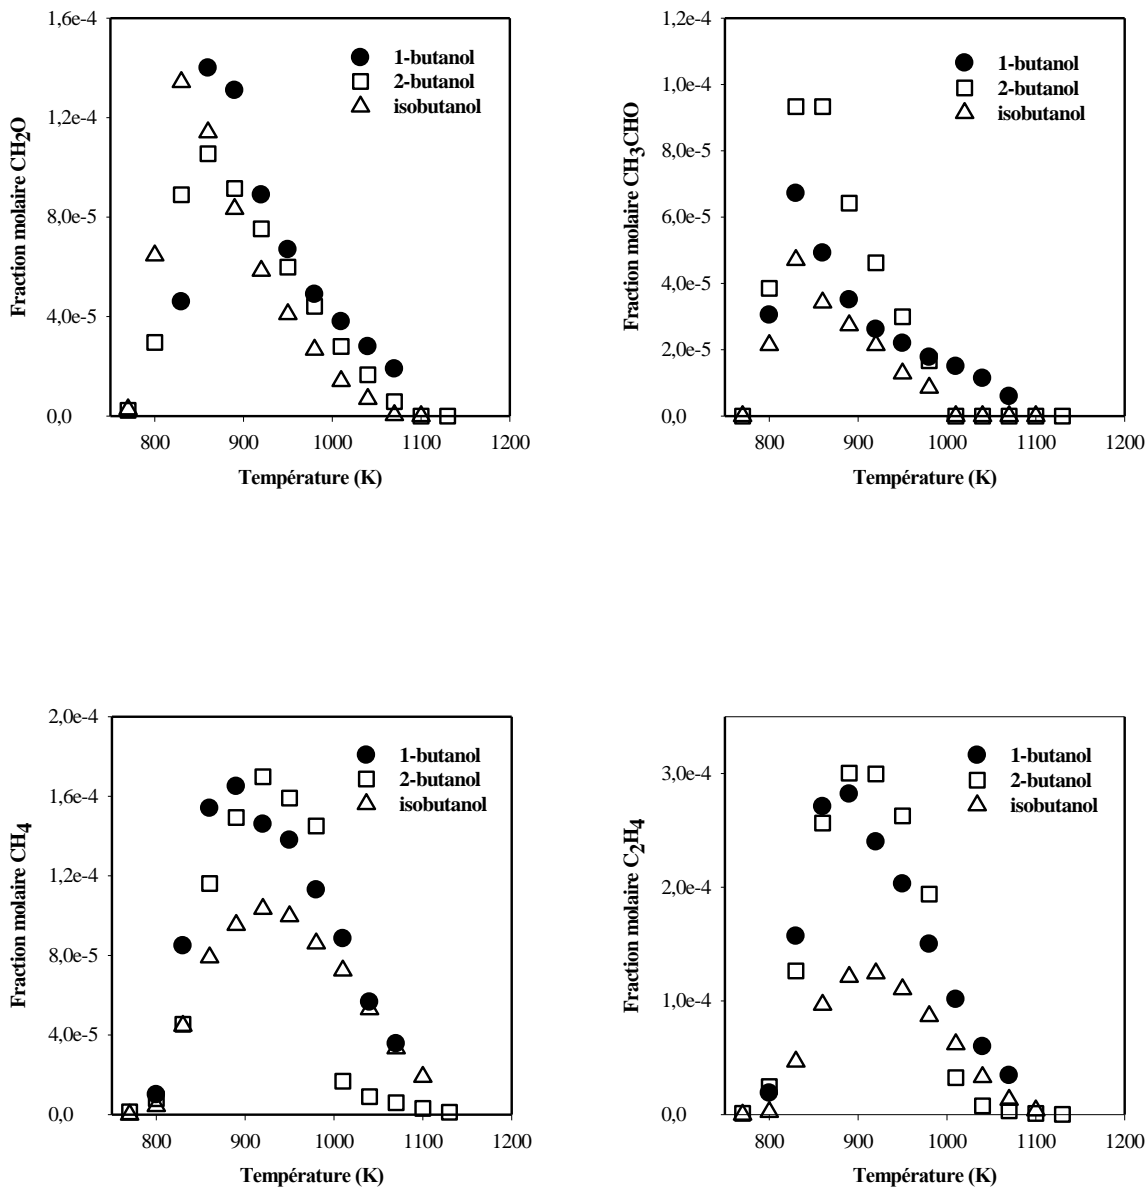 1,6e-4
1,2e-4
8,0e-5
4,0e-5
0,0
Fraction molaire CH2O
1-butanol
2-butanol
isobutanol
800
900
1000
1100
1200
Température (K)
1,2e-4
1,0e-4
8,0e-5
6,0e-5
4,0e-5
2,0e-5
0,0
Fraction molaire CH3CHO
1-butanol
2-butanol
isobutanol
800
900
1000
1100
1200
Température (K)
2,0e-4
1,6e-4
1,2e-4
8,0e-5
4,0e-5
0,0
Fraction molaire CH4
1-butanol
2-butanol
isobutanol
800
900
1000
1100
1200
Température (K)
3,0e-4
2,0e-4
1,0e-4
0,0
Fraction molaire C2H4
1-butanol
2-butanol
isobutanol
800
900
1000
1100
1200
Température (K)